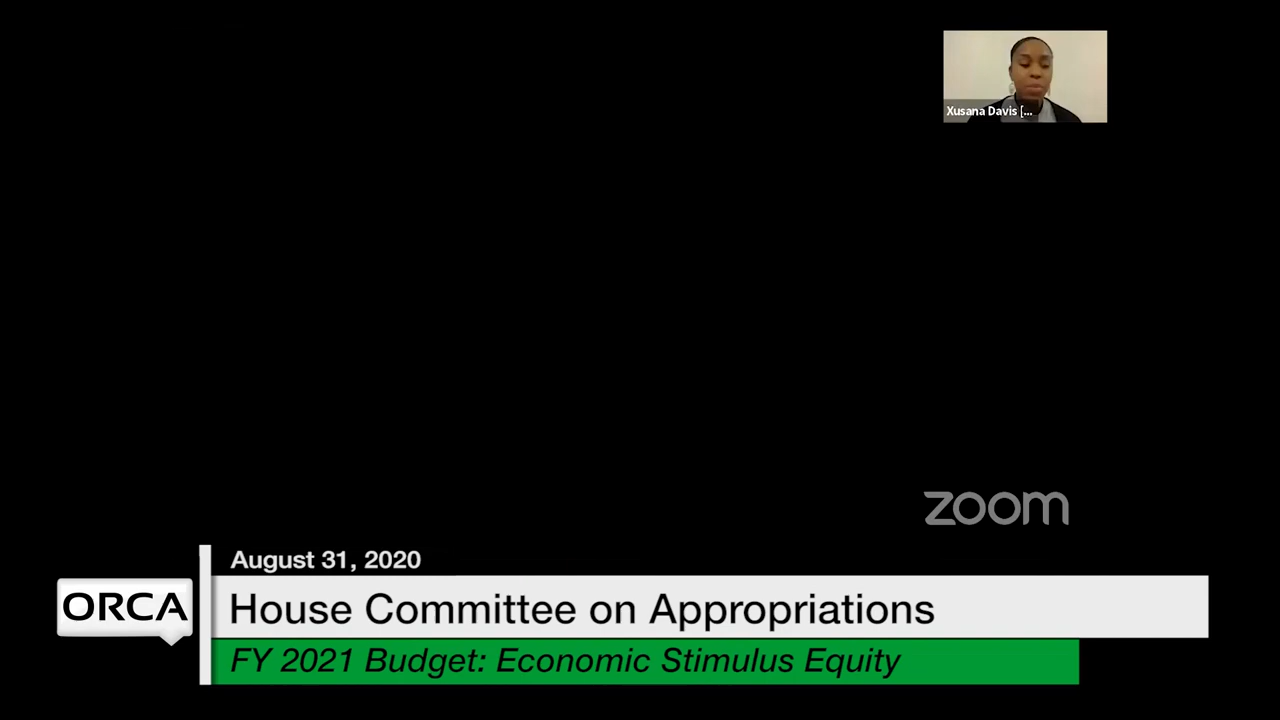 Xusana Davis [...
zoom
August 31, 2020
ORCA
House Committee on Appropriations
FY 2021 Budget: Economic Stimulus Equity